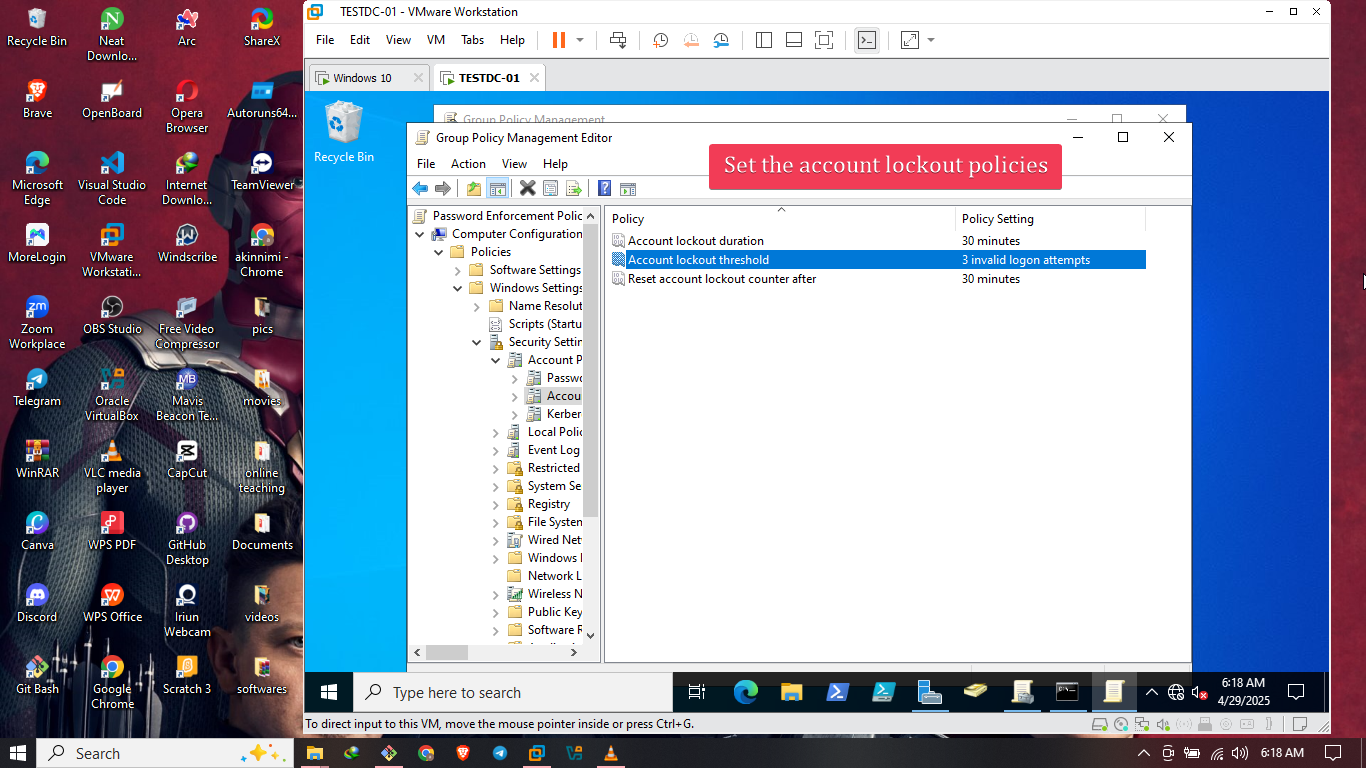 TESTDC-01 - VMware Workstation
File Edit View VM Tabs Help
Windows 10
TESTDC-01
Recycle Bin
Group Policy Management
Group Policy Management Editor
File Action View Help
Set the account lockout policies
Password Enforcement Polic
Computer Configuration
Policies
Software Settings
Windows Settings
Name Resolut
Scripts (Startu
Security Settin
Account P
Passwo
Accou
Kerber
Local Polic
Event Log
Restricted
System Se
Registry
File System
Wired Net
Windows
Network L
Wireless N
Public Key
Software R
Policy Policy Setting
Account lockout duration 30 minutes
Account lockout threshold 3 invalid logon attempts
Reset account lockout counter after 30 minutes
Type here to search
6:18 AM
4/29/2025
To direct input to this VM, move the mouse pointer inside or press Ctrl+G.
Recycle Bin
Neat
Downlo...
Arc
ShareX
Brave
OpenBoard
Opera
Browser
Autoruns64...
Microsoft
Edge
Visual Studio
Code
Internet
Downlo...
TeamViewer
MoreLogin
VMware
Workstati...
Windscribe
akinnimi -
Chrome
Zoom
Workplace
OBS Studio
Free Video
Compressor
pics
Telegram
Oracle
VirtualBox
Mavis
Beacon Te...
movies
WinRAR
VLC media
player
CapCut
online
teaching
Canva
WPS PDF
GitHub
Desktop
Documents
Discord
WPS Office
Iriun
Webcam
videos
Git Bash
Google
Chrome
Scratch 3
softwares
Search
6:18 AM